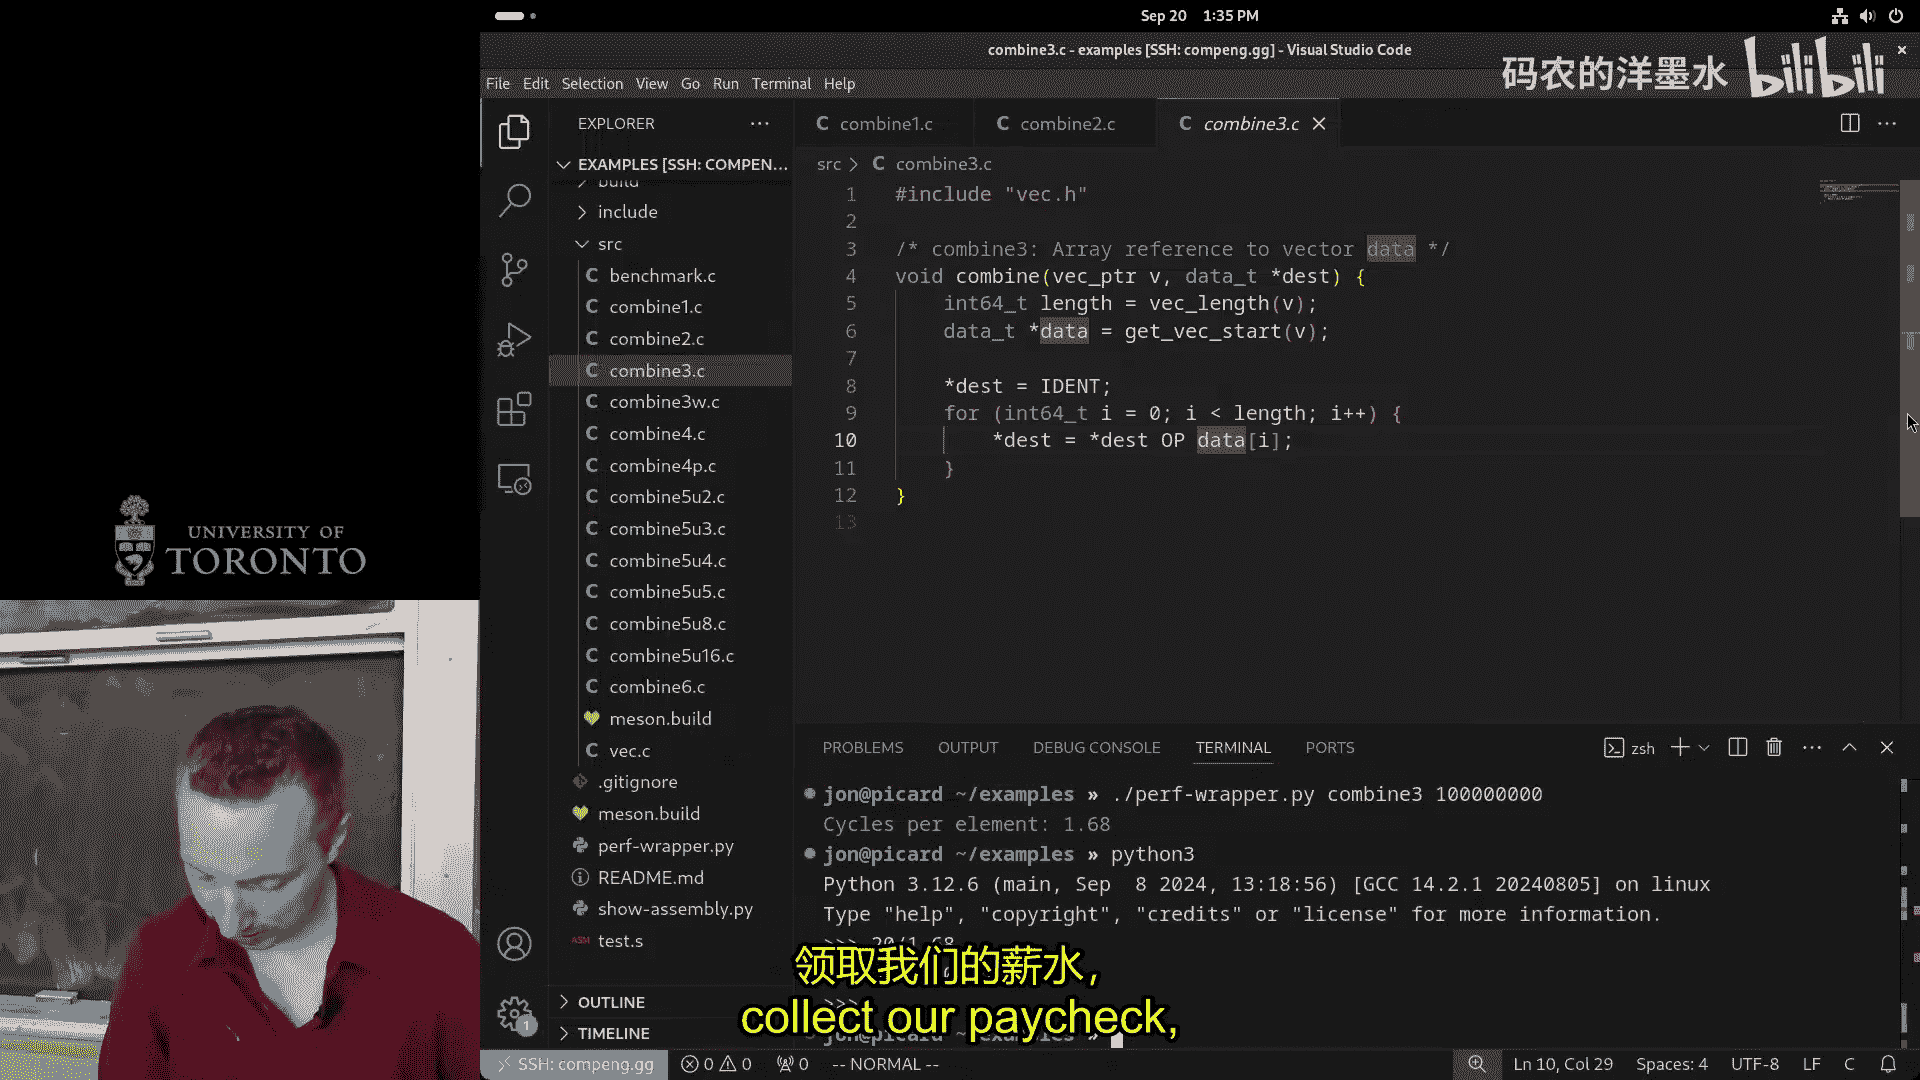 Sep 20 1:35 PM
combine3.c - examples [SSH: compeng.gg] - Visual Studio Code
码农的洋墨水 bilibili
File Edit Selection View Go Run Terminal Help
EXPLORER
EXAMPLES [SSH: COMPEN...
build
include
src
benchmark.c
combine1.c
combine2.c
combine3.c
combine3w.c
combine4.c
combine4p.c
combine5u2.c
combine5u3.c
combine5u4.c
combine5u5.c
combine5u8.c
combine5u16.c
combine6.c
meson.build
vec.c
.gitignore
meson.build
perf-wrapper.py
README.md
show-assembly.py
ASM test.s
OUTLINE
TIMELINE
C combine1.c C combine2.c C combine3.c
src > C combine3.c
1 #include "vec.h"
2
3 /* combine3: Array reference to vector data */
4 void combine(vec_ptr v, data_t *dest) {
5 int64_t length = vec_length(v);
6 data_t *data = get_vec_start(v);
7
8 *dest = IDENT;
9 for (int64_t i = 0; i < length; i++) {
10 *dest = *dest OP data[i];
11 }
12 }
13
PROBLEMS OUTPUT DEBUG CONSOLE TERMINAL PORTS
zsh
jon@picard ~/examples » ./perf-wrapper.py combine3 100000000
Cycles per element: 1.68
jon@picard ~/examples » python3
Python 3.12.6 (main, Sep 8 2024, 13:18:56) [GCC 14.2.1 20240805] on linux
Type "help", "copyright", "credits" or "license" for more information.
>>> 20/1.68
>>>
jon@picard ~/examples »
领取我们的薪水，
collect our paycheck,
1
SSH: compeng.gg 0 0 0 -- NORMAL --
Ln 10, Col 29 Spaces: 4 UTF-8 LF C
UNIVERSITY OF
TORONTO